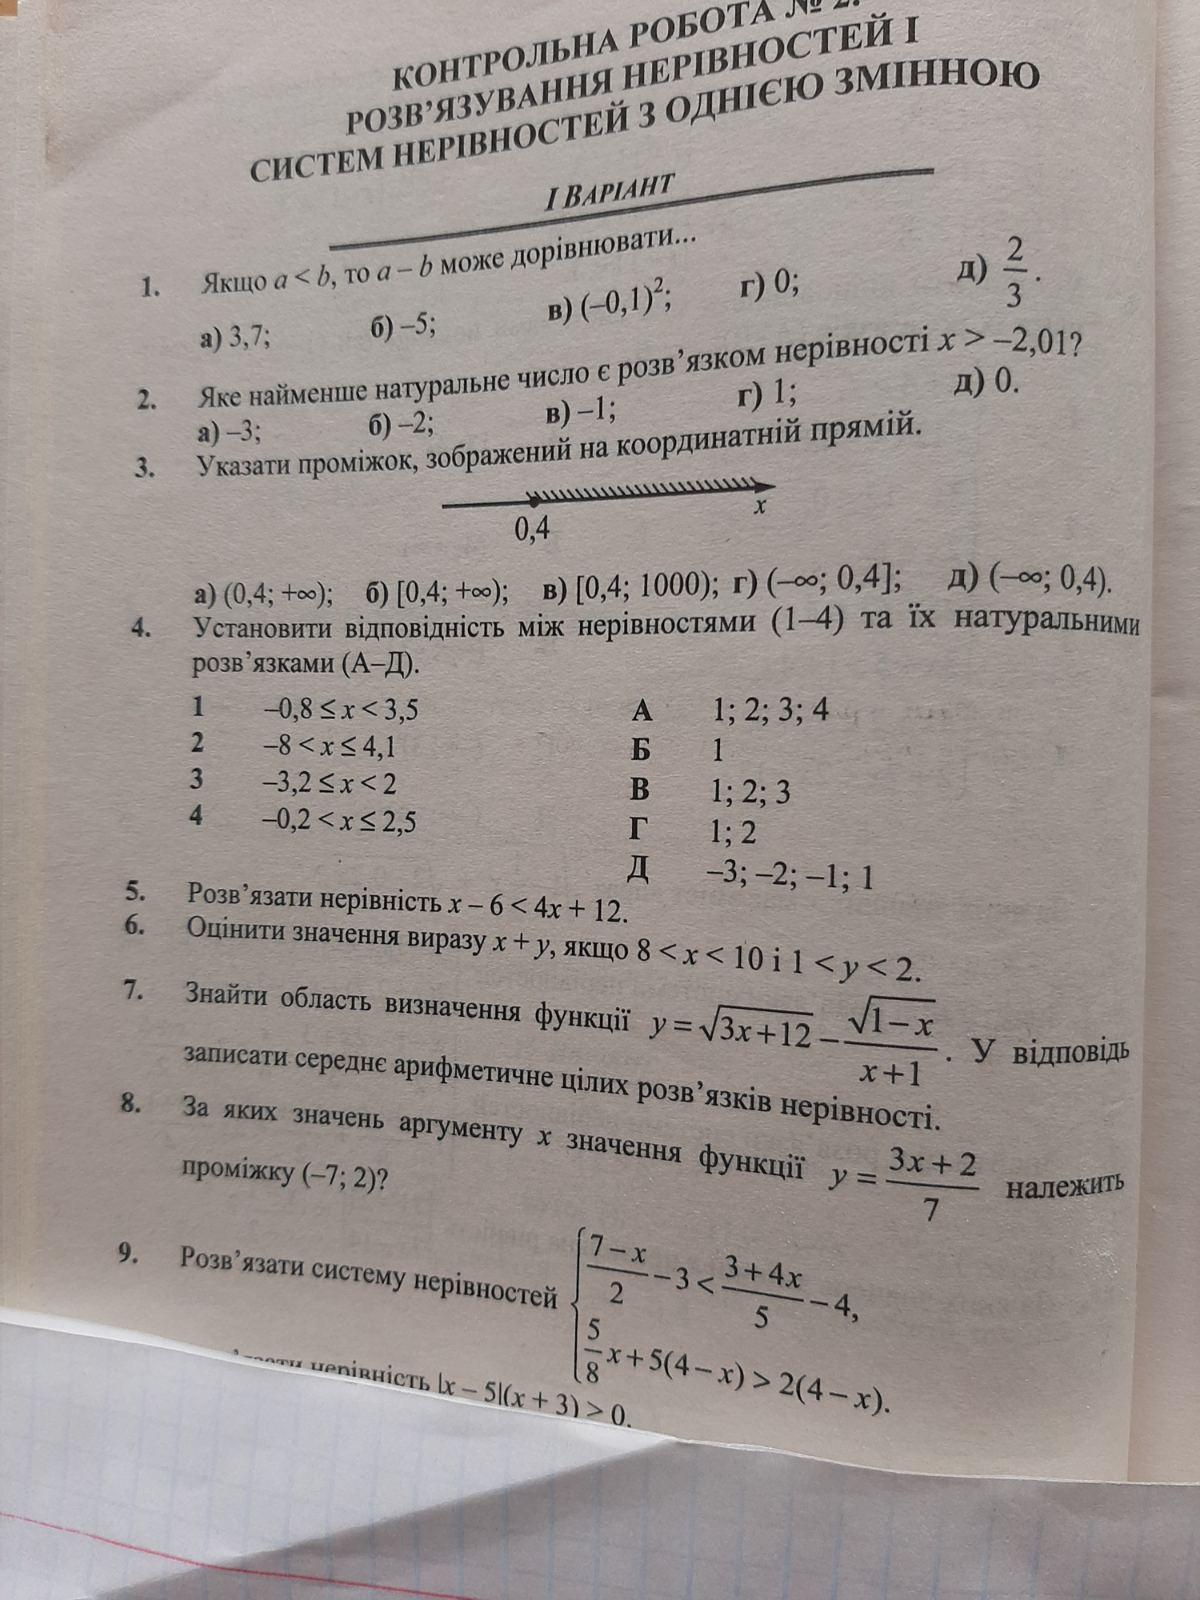 КОНТРОЛЬНА РОБОТА № 2.
РОЗВ’ЯЗУВАННЯ НЕРІВНОСТЕЙ І
СИСТЕМ НЕРІВНОСТЕЙ З ОДНІЄЮ ЗМІННОЮ
І ВАРІАНТ
1. Якщо a < b, то a – b може дорівнювати...
а) 3,7; б) –5; в) (–0,1)²; г) 0; д) 2/3.
2. Яке найменше натуральне число є розв’язком нерівності x > –2,01?
а) –3; б) –2; в) –1; г) 1; д) 0.
3. Указати проміжок, зображений на координатній прямій.
0,4 x
а) (0,4; +∞); б) [0,4; +∞); в) [0,4; 1000); г) (–∞; 0,4]; д) (–∞; 0,4).
4. Установити відповідність між нерівностями (1–4) та їх натуральними
розв’язками (А–Д).
1 –0,8 ≤ x < 3,5 А 1; 2; 3; 4
2 –8 < x ≤ 4,1 Б 1
3 –3,2 ≤ x < 2 В 1; 2; 3
4 –0,2 < x ≤ 2,5 Г 1; 2
Д –3; –2; –1; 1
5. Розв’язати нерівність x – 6 < 4x + 12.
6. Оцінити значення виразу x + y, якщо 8 < x < 10 і 1 < y < 2.
7. Знайти область визначення функції y = √(3x+12) – √(1–x)/(x+1). У відповідь
записати середнє арифметичне цілих розв’язків нерівності.
8. За яких значень аргументу x значення функції y = (3x + 2)/7 належить
проміжку (–7; 2)?
9. Розв’язати систему нерівностей { (7 – x)/2 – 3 < (3 + 4x)/5 – 4,
5/8 x + 5(4 – x) > 2(4 – x).
нерівність |x – 5|(x + 3) > 0.